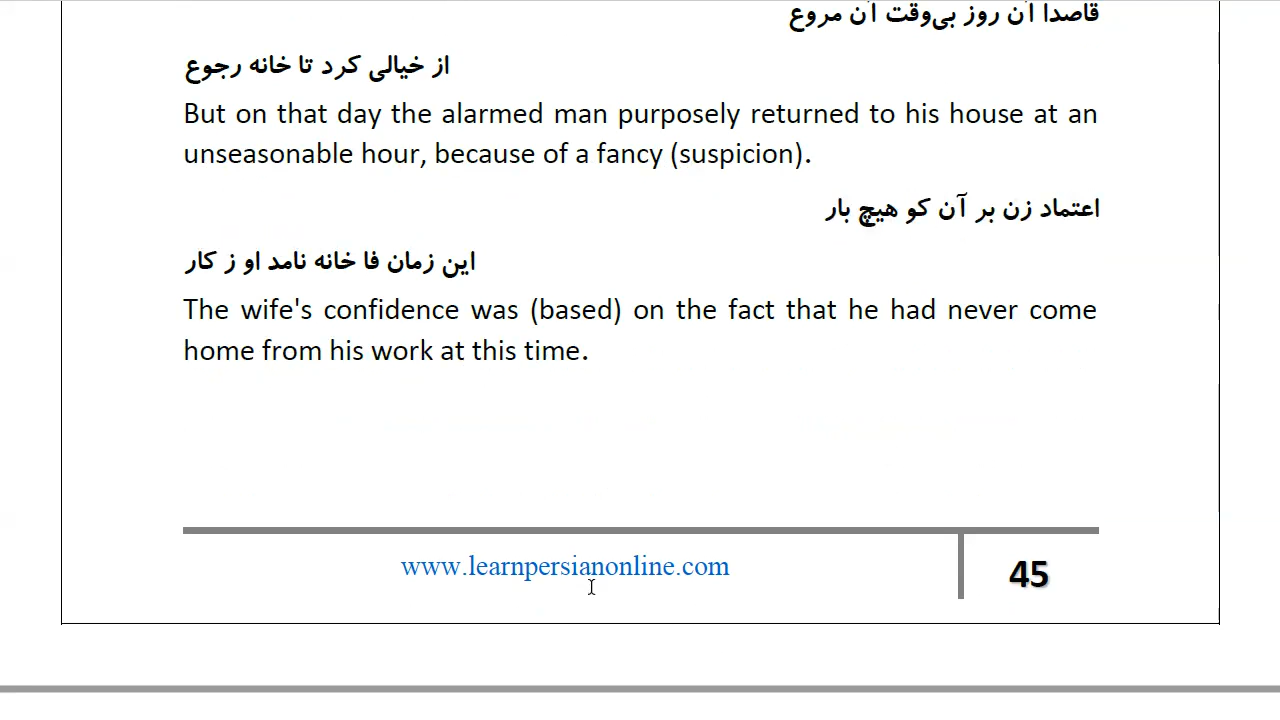 قاصدا آن روز بی‌وقت آن مروع
از خیالی کرد تا خانه رجوع
But on that day the alarmed man purposely returned to his house at an
unseasonable hour, because of a fancy (suspicion).
اعتماد زن بر آن کو هیچ بار
این زمان فا خانه نامد او ز کار
The wife's confidence was (based) on the fact that he had never come
home from his work at this time.
www.learnpersianonline.com
45